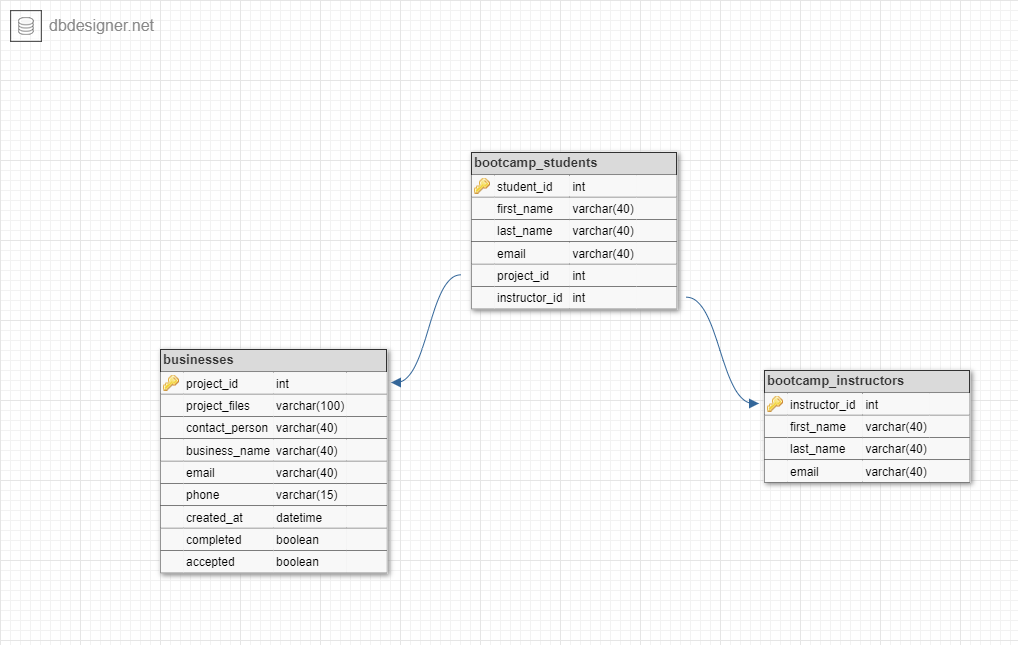 dbdesigner.net
bootcamp_students
student_id int
first_name varchar(40)
last_name varchar(40)
email varchar(40)
project_id int
instructor_id int
businesses
project_id int
project_files varchar(100)
contact_person varchar(40)
business_name varchar(40)
email varchar(40)
phone varchar(15)
created_at datetime
completed boolean
accepted boolean
bootcamp_instructors
instructor_id int
first_name varchar(40)
last_name varchar(40)
email varchar(40)